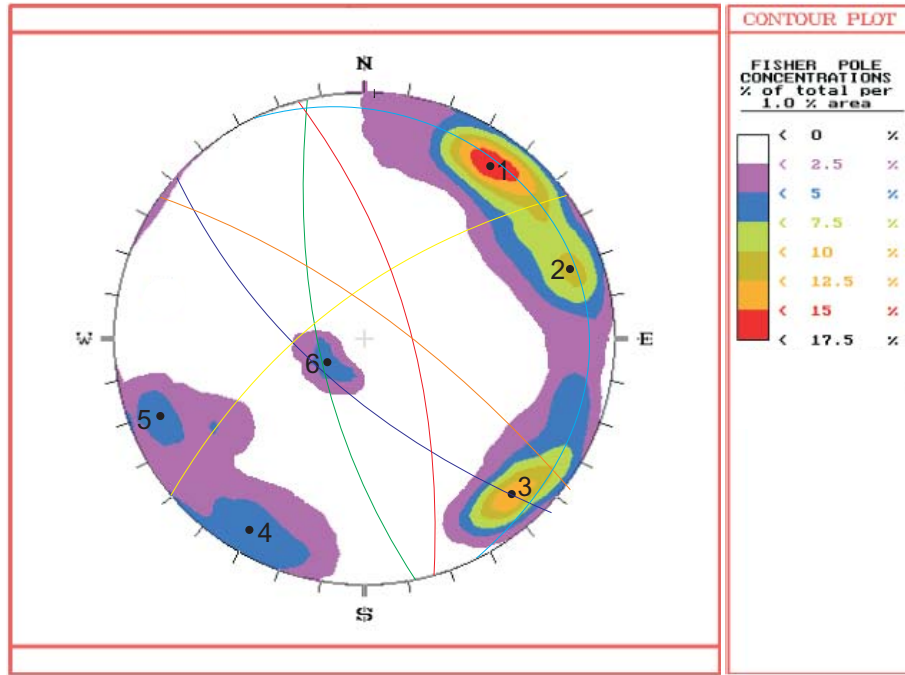 CONTOUR PLOT
FISHER POLE
CONCENTRATIONS
% of total per
1.0 % area
< 0 %
< 2.5 %
< 5 %
< 7.5 %
< 10 %
< 12.5 %
< 15 %
< 17.5 %
N
1
2
W
E
6
5
3
4
S